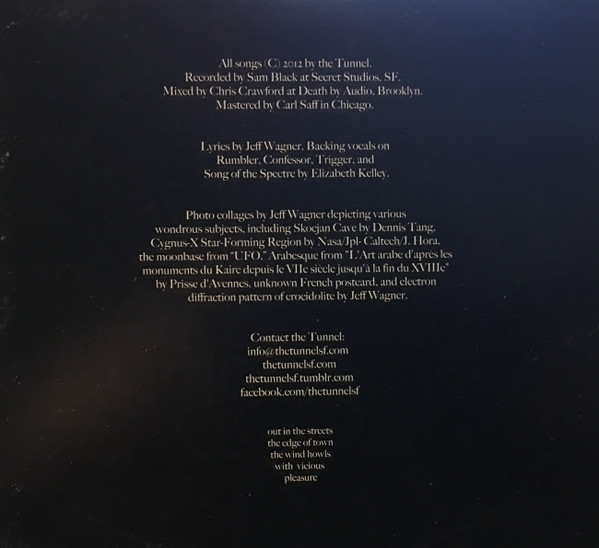 All songs (C) 2012 by the Tunnel.
Recorded by Sam Black at Secret Studios, SF.
Mixed by Chris Crawford at Death by Audio, Brooklyn.
Mastered by Carl Saff in Chicago.
Lyrics by Jeff Wagner. Backing vocals on
Rumbler, Confessor, Trigger, and
Song of the Spectre by Elizabeth Kelley.
Photo collages by Jeff Wagner depicting various
wondrous subjects, including Skocjan Cave by Dennis Tang,
Cygnus-X Star-Forming Region by Nasa/Jpl- Caltech/J. Hora,
the moonbase from "UFO," Arabesque from "L'Art arabe d'après les
monuments du Kaire depuis le VIIe siècle jusqu'à la fin du XVIIIe"
by Prisse d'Avennes, unknown French postcard, and electron
diffraction pattern of crocidolite by Jeff Wagner.
Contact the Tunnel:
info@thetunnelsf.com
thetunnelsf.com
thetunnelsf.tumblr.com
facebook.com/thetunnelsf
out in the streets
the edge of town
the wind howls
with vicious
pleasure